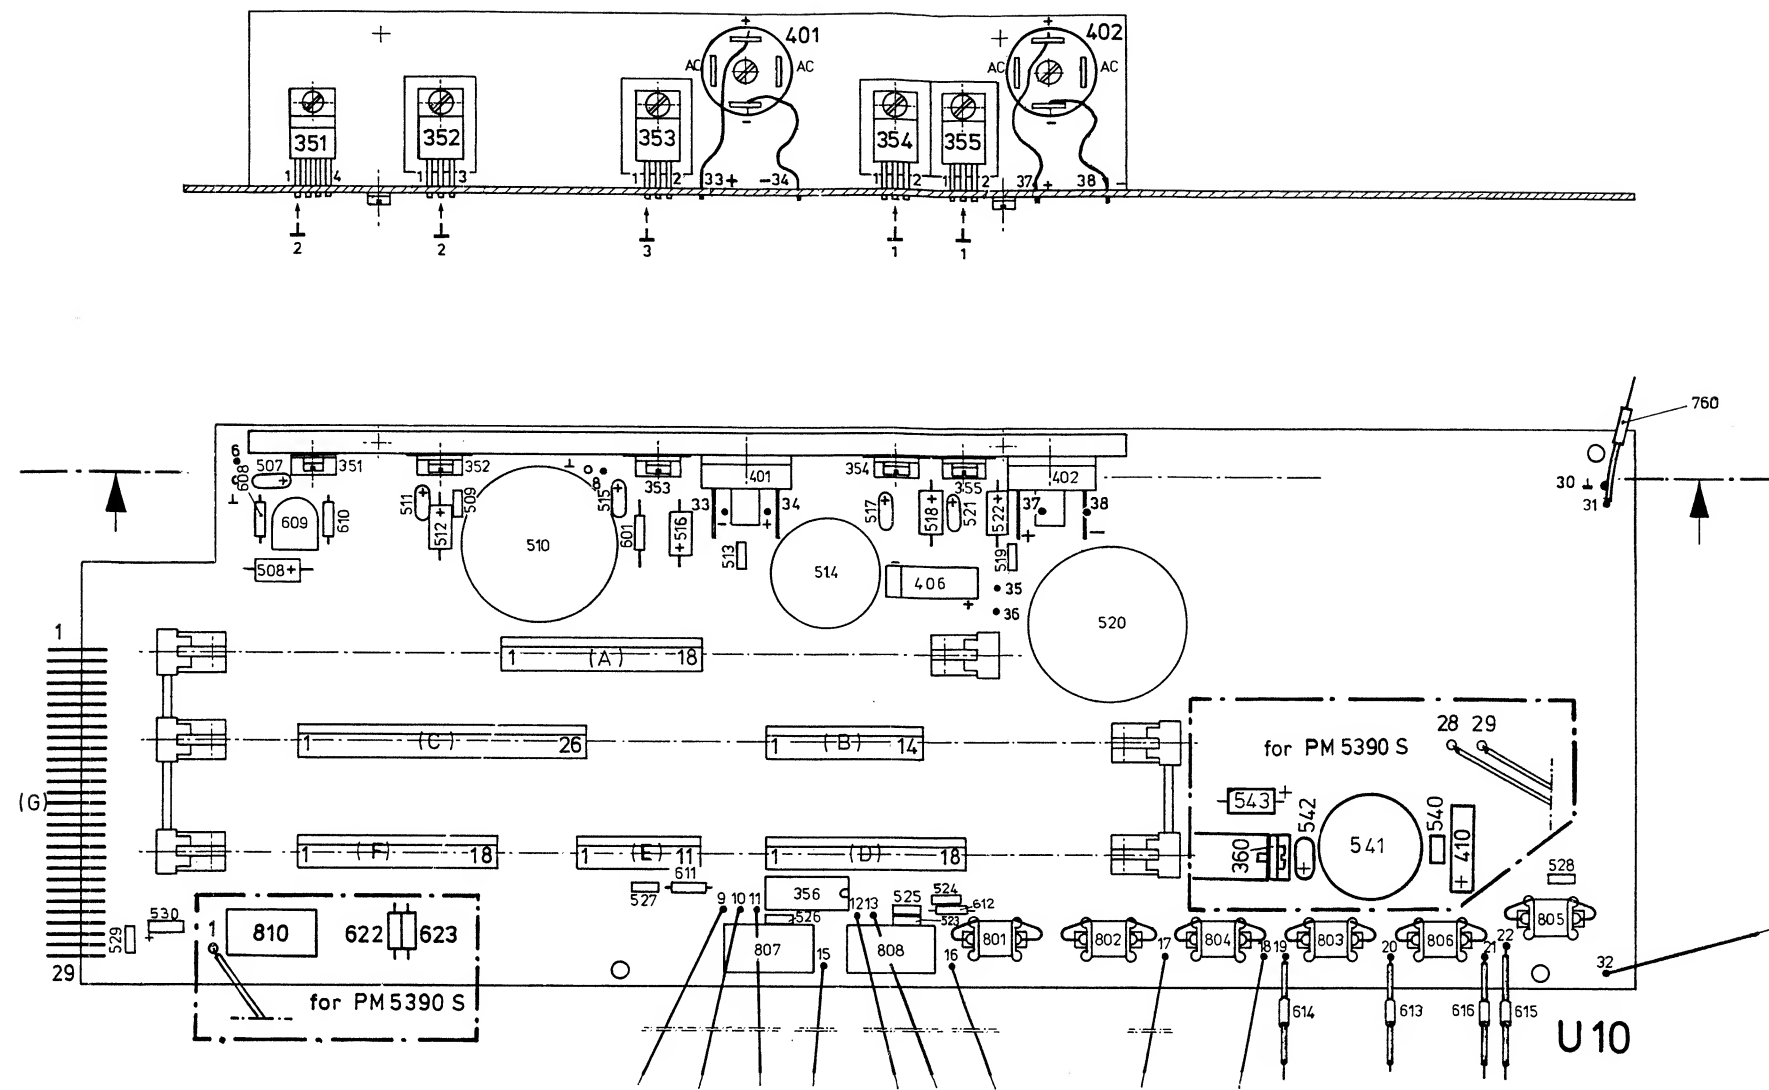 + 401 + 402
AC AC AC AC
351 352 353 354 355
- -
1 4 1 3 1 2 33+ -34 1 2 1 2 37 + 38 -
2 2 3 1 1
760
6 507 351 352 ⊥ 8 353 401 354 355 402
608 ⊥ 609 610 511 512 + 509 510 515 601 +516 33 - + 34 513 517 518+ 521 522+ 37 38 + - 519
30 ⊥
31
508+
514
- 406 +
35
36
520
1
1 (A) 18
1 (C) 26
1 (B) 14
28 29
for PM 5390 S
543 + 542 541 540 410 +
360
(G)
1 (F) 18
1 (E) 11
1 (D) 18
528
527 611 356 525 524 612
9 10 11 526 12 13 523
530 + 529
1 810 622 623
807 808 801 802 804 803 806 805
15 16 17 18 19 20 21 22
29
32
for PM 5390 S
614 613 616 615
U 10